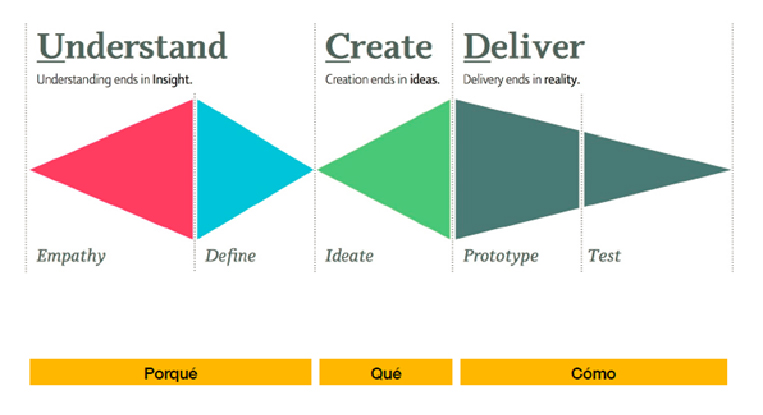 Understand
Understanding ends in Insight.
Create
Creation ends in ideas.
Deliver
Delivery ends in reality.
Empathy
Define
Ideate
Prototype
Test
Porqué
Qué
Cómo